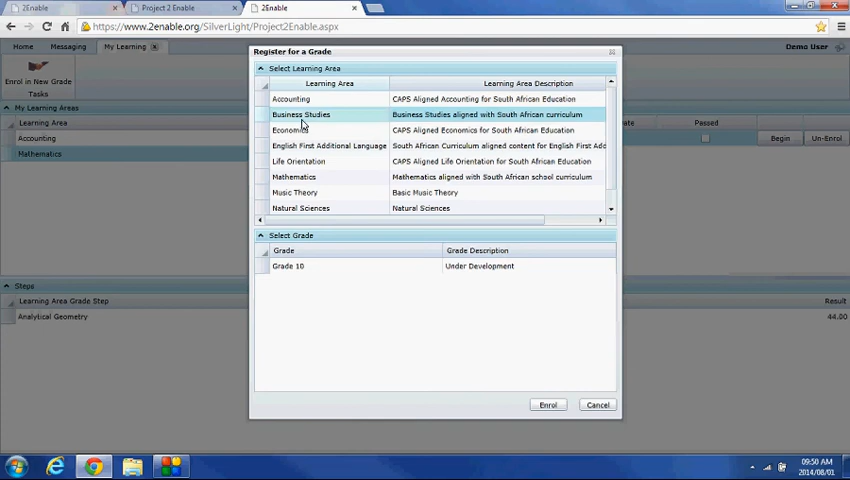 2Enable
Project 2 Enable
2Enable
https://www.2enable.org/SilverLight/Project2Enable.aspx
Home
Messaging
My Learning
Demo User
Enrol in New Grade
Tasks
My Learning Areas
Learning Area
Date
Passed
Accounting
Begin
Un-Enrol
Mathematics
Steps
Learning Area Grade Step
Result
Analytical Geometry
44.00
Register for a Grade
Select Learning Area
Learning Area
Learning Area Description
Accounting
CAPS Aligned Accounting for South African Education
Business Studies
Business Studies aligned with South African curriculum
Economics
CAPS Aligned Economics for South African Education
English First Additional Language
South African Curriculum aligned content for English First Add
Life Orientation
CAPS Aligned Life Orientation for South African Education
Mathematics
Mathematics aligned with South African school curriculum
Music Theory
Basic Music Theory
Natural Sciences
Natural Sciences
Select Grade
Grade
Grade Description
Grade 10
Under Development
Enrol
Cancel
09:50 AM
2014/08/01